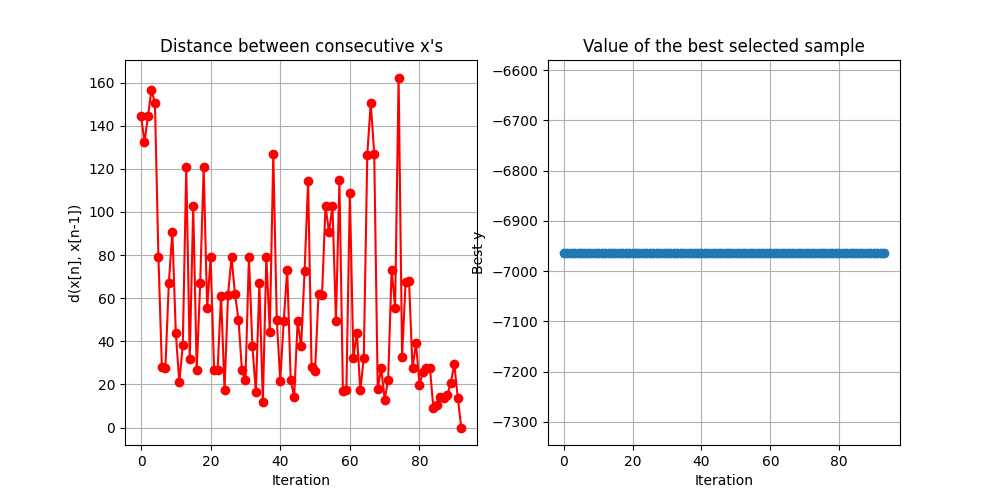 Distance between consecutive x's
160
140
120
100
80
60
40
20
0
d(x[n], x[n-1])
0 20 40 60 80
Iteration
Value of the best selected sample
−6600
−6700
−6800
−6900
−7000
−7100
−7200
−7300
Best y
0 20 40 60 80
Iteration